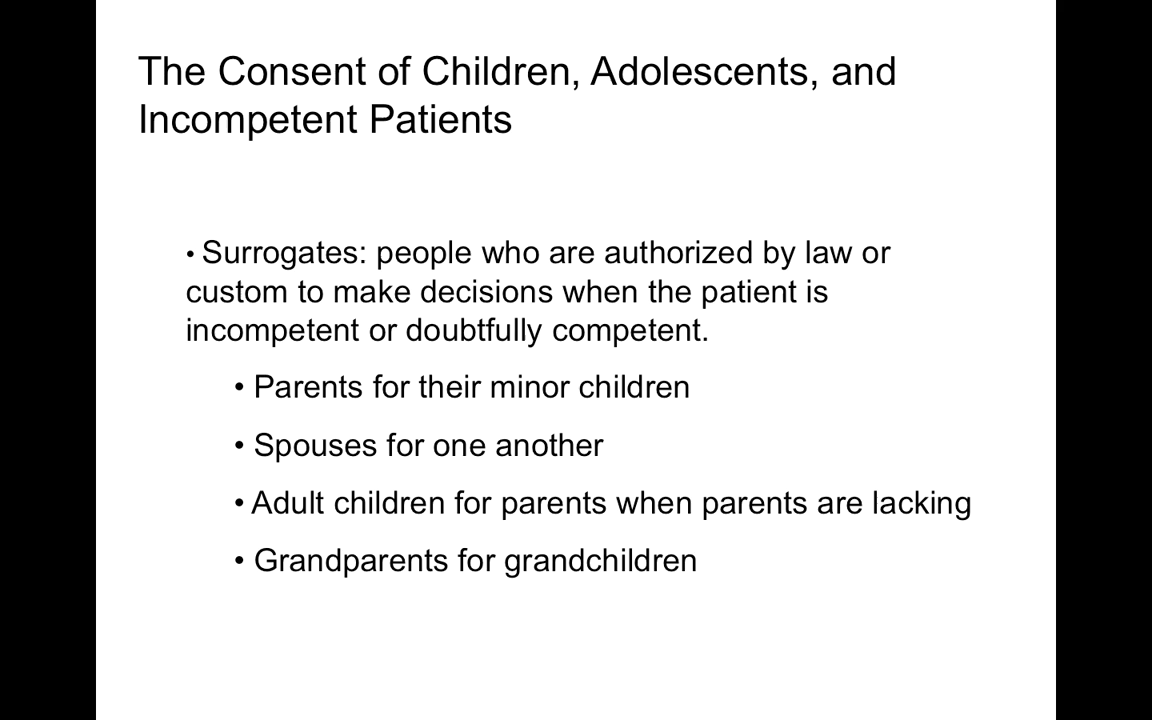 The Consent of Children, Adolescents, and
Incompetent Patients
• Surrogates: people who are authorized by law or
custom to make decisions when the patient is
incompetent or doubtfully competent.
• Parents for their minor children
• Spouses for one another
• Adult children for parents when parents are lacking
• Grandparents for grandchildren